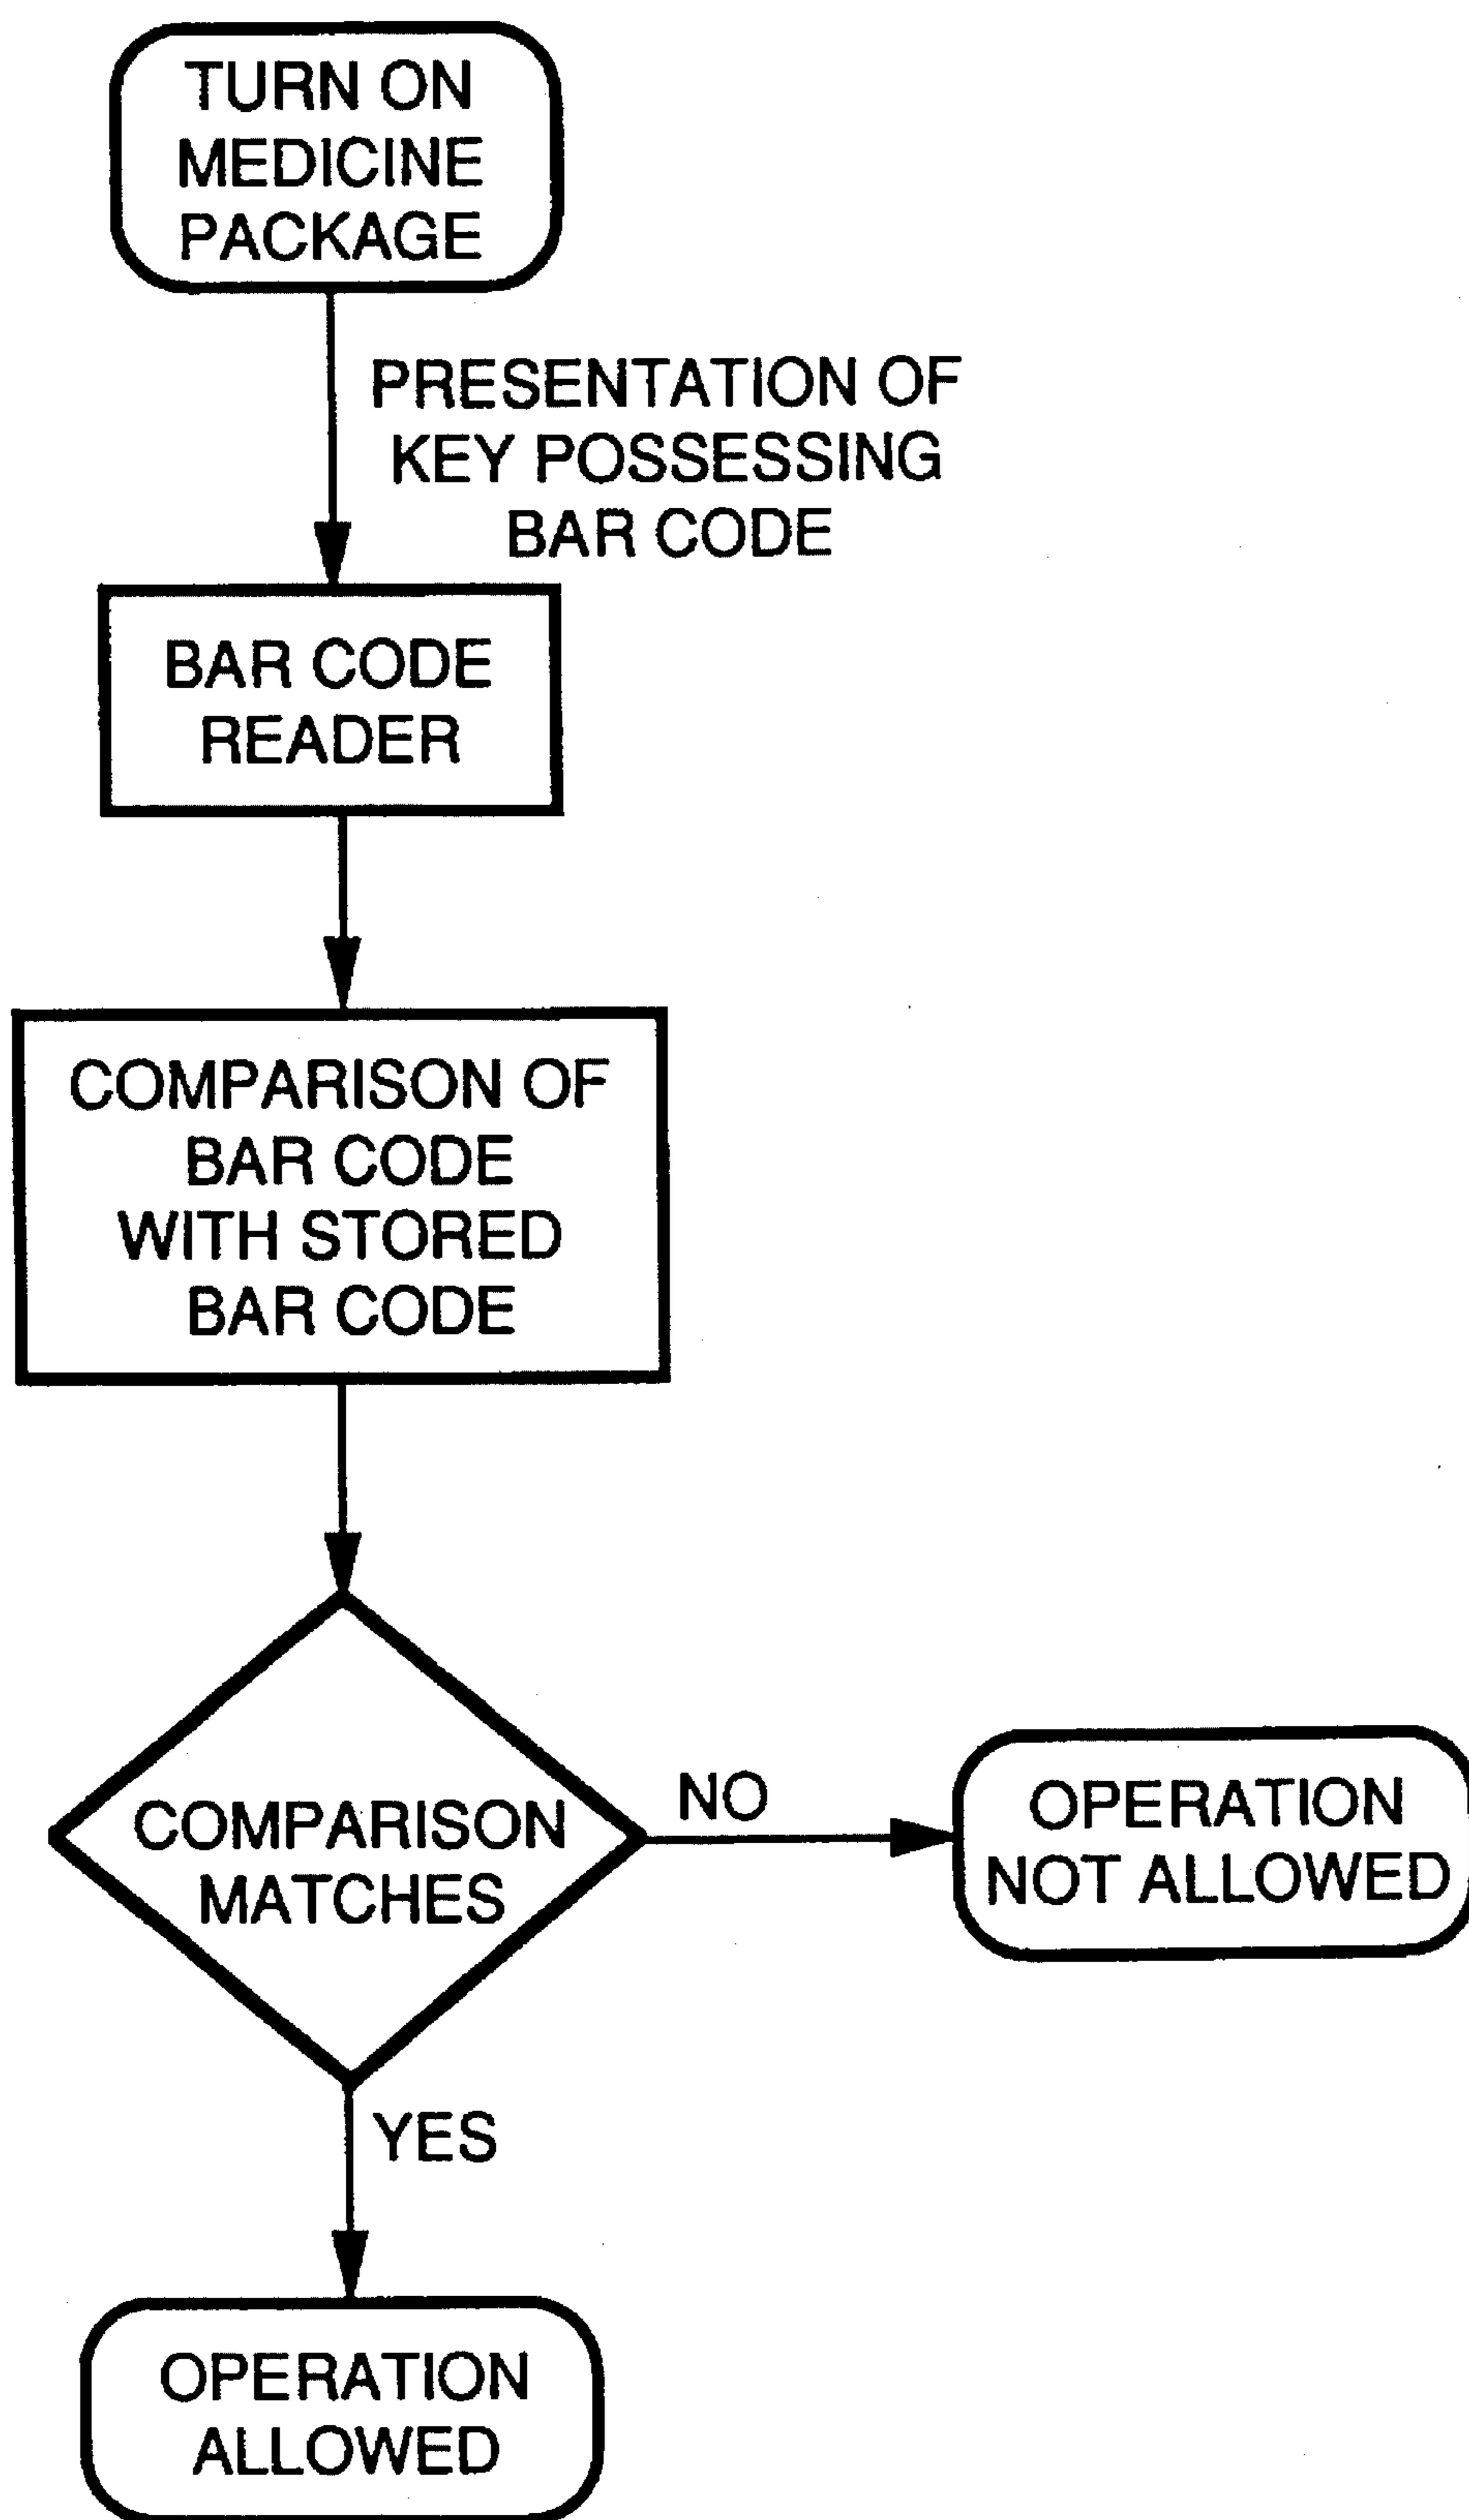 TURN ON
MEDICINE
PACKAGE
PRESENTATION OF
KEY POSSESSING
BAR CODE
BAR CODE
READER
COMPARISON OF
BAR CODE
WITH STORED
BAR CODE
COMPARISON
MATCHES
NO
OPERATION
NOT ALLOWED
YES
OPERATION
ALLOWED